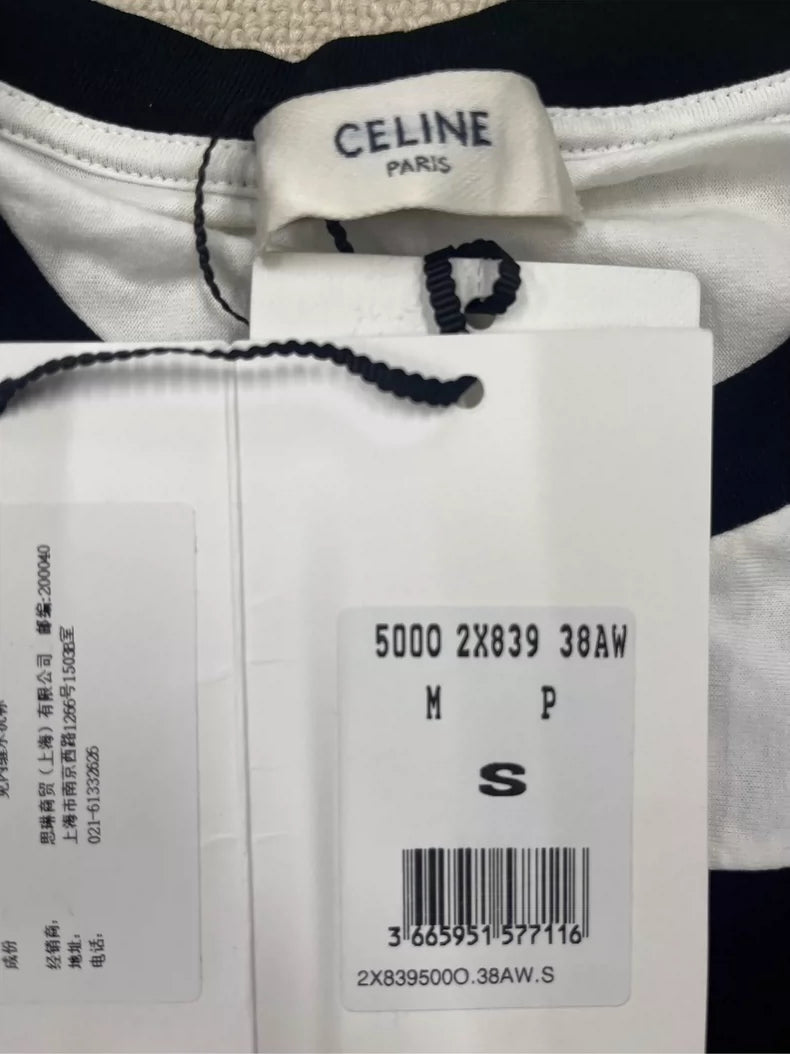 CELINE
PARIS
5000 2X839 38AW
M P
S
3 665951 577116
2X839500O.38AW.S
成份
经销商: 思琳商贸（上海）有限公司 邮编:200040
地址: 上海市南京西路1266号1503B室
电话: 021-61332626